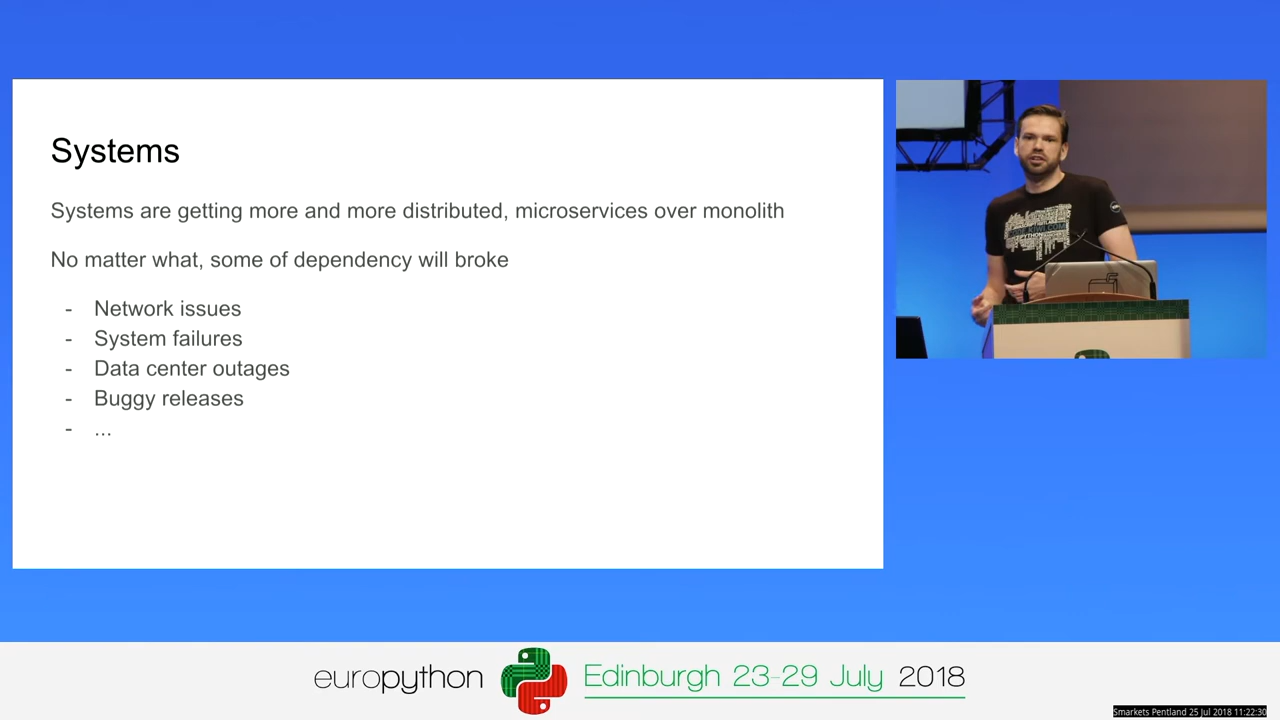 Systems
Systems are getting more and more distributed, microservices over monolith
No matter what, some of dependency will broke
- Network issues
- System failures
- Data center outages
- Buggy releases
- ...
europython
Edinburgh 23-29 July 2018
Smarkets Pentland 25 Jul 2018 11:22:30